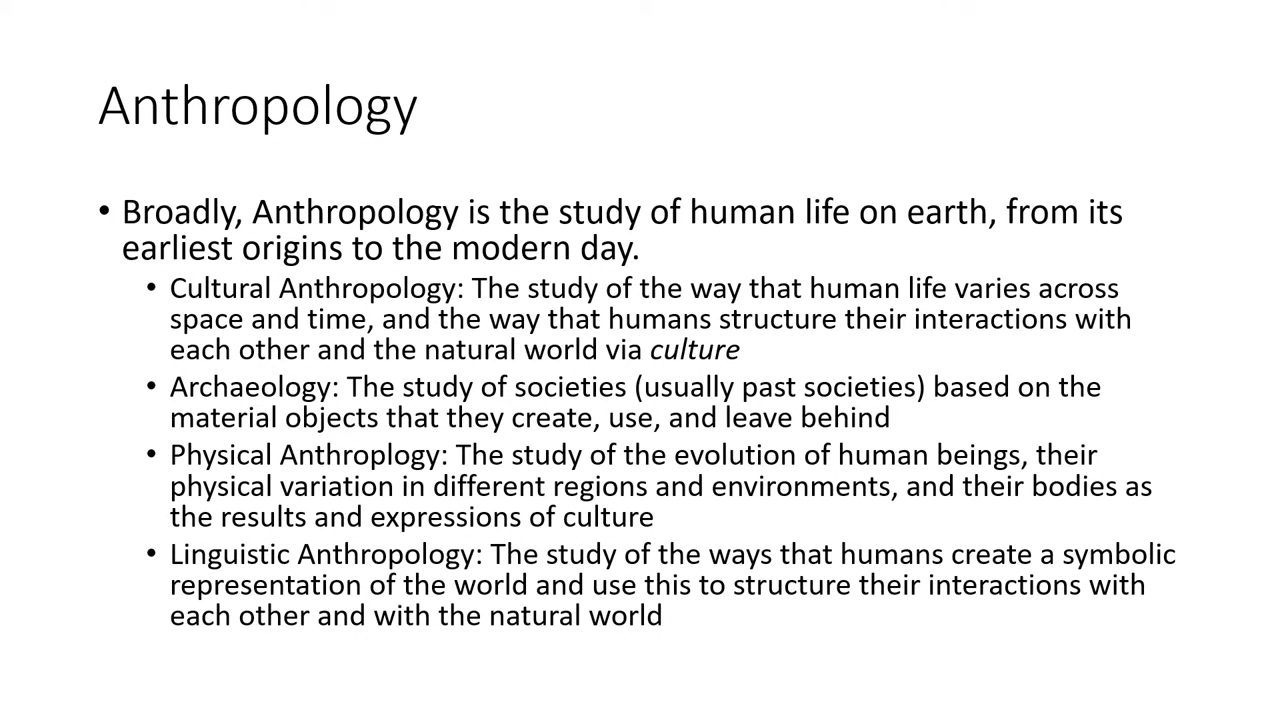 Anthropology
• Broadly, Anthropology is the study of human life on earth, from its
earliest origins to the modern day.
• Cultural Anthropology: The study of the way that human life varies across
space and time, and the way that humans structure their interactions with
each other and the natural world via culture
• Archaeology: The study of societies (usually past societies) based on the
material objects that they create, use, and leave behind
• Physical Anthroplogy: The study of the evolution of human beings, their
physical variation in different regions and environments, and their bodies as
the results and expressions of culture
• Linguistic Anthropology: The study of the ways that humans create a symbolic
representation of the world and use this to structure their interactions with
each other and with the natural world